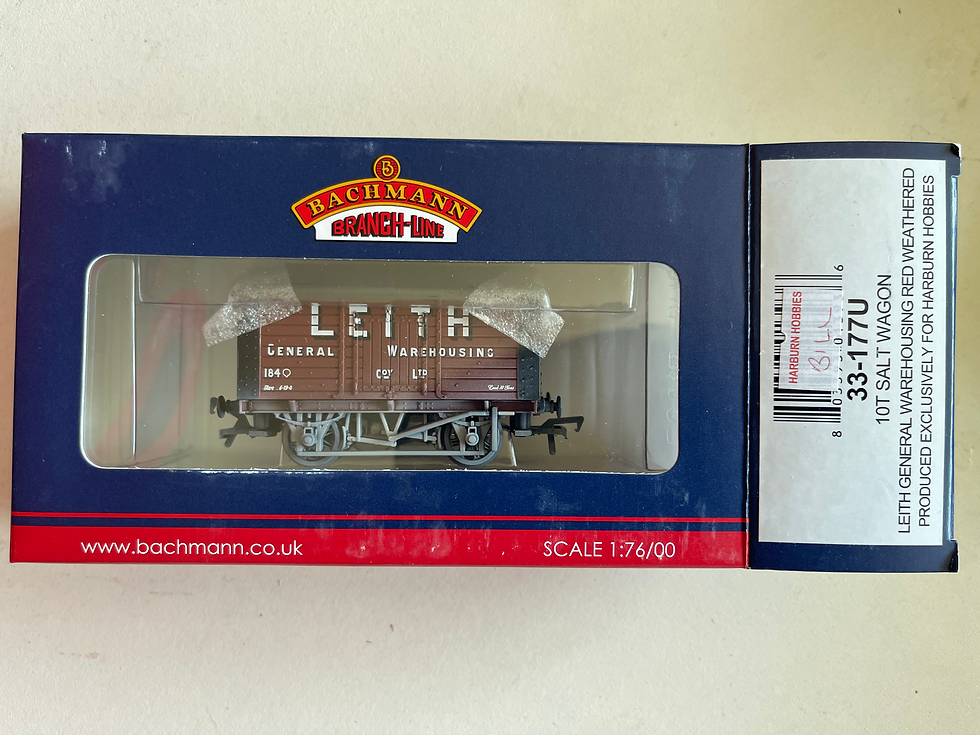 B
BACHMANN
BRANCH-LINE
LEITH
GENERAL WAREHOUSING
184 COY LTD
www.bachmann.co.uk
SCALE 1:76/00
HARBURN HOBBIES
33-177U
10T SALT WAGON
LEITH GENERAL WAREHOUSING RED WEATHERED
PRODUCED EXCLUSIVELY FOR HARBURN HOBBIES